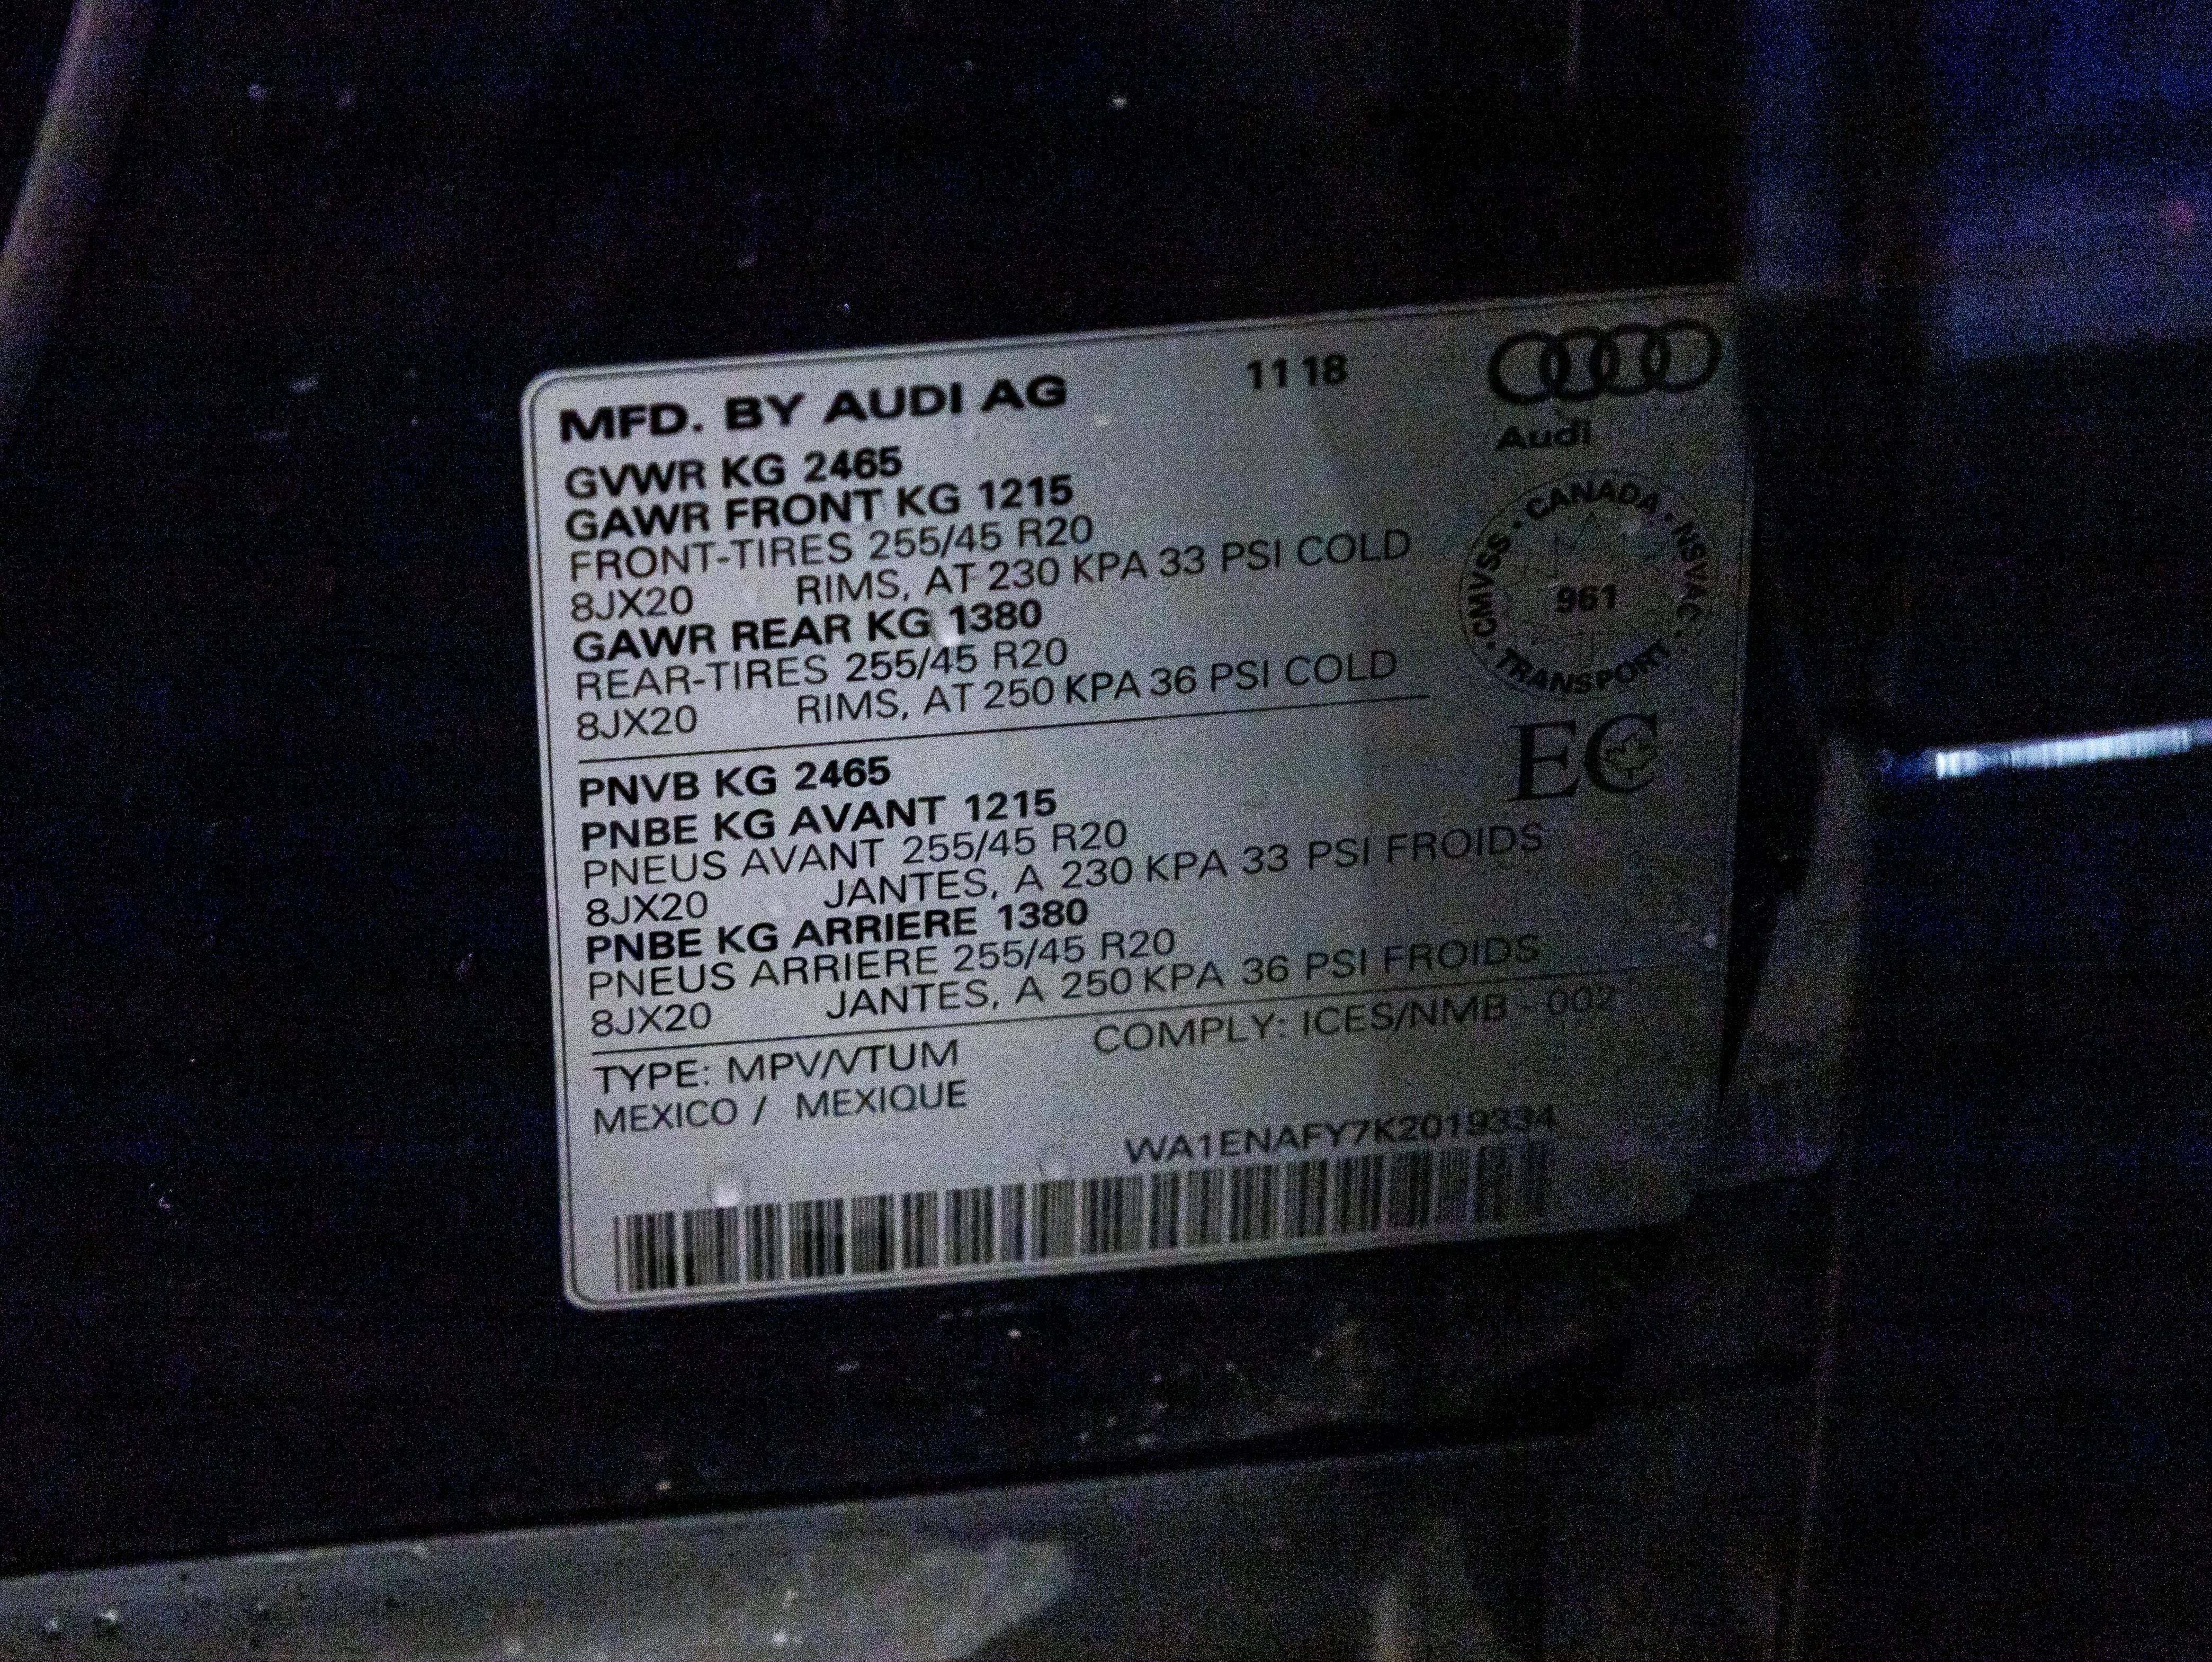 MFD. BY AUDI AG 11 18
Audi
GVWR KG 2465
GAWR FRONT KG 1215
FRONT-TIRES 255/45 R20
8JX20 RIMS, AT 230 KPA 33 PSI COLD
GAWR REAR KG 1380
REAR-TIRES 255/45 R20
8JX20 RIMS, AT 250 KPA 36 PSI COLD
CANADA • NSVAC • TRANSPORT • CMVSS •
961
EC
PNVB KG 2465
PNBE KG AVANT 1215
PNEUS AVANT 255/45 R20
8JX20 JANTES, A 230 KPA 33 PSI FROIDS
PNBE KG ARRIERE 1380
PNEUS ARRIERE 255/45 R20
8JX20 JANTES, A 250 KPA 36 PSI FROIDS
TYPE: MPV/VTUM COMPLY: ICES/NMB - 002
MEXICO / MEXIQUE
WA1ENAFY7K2019334